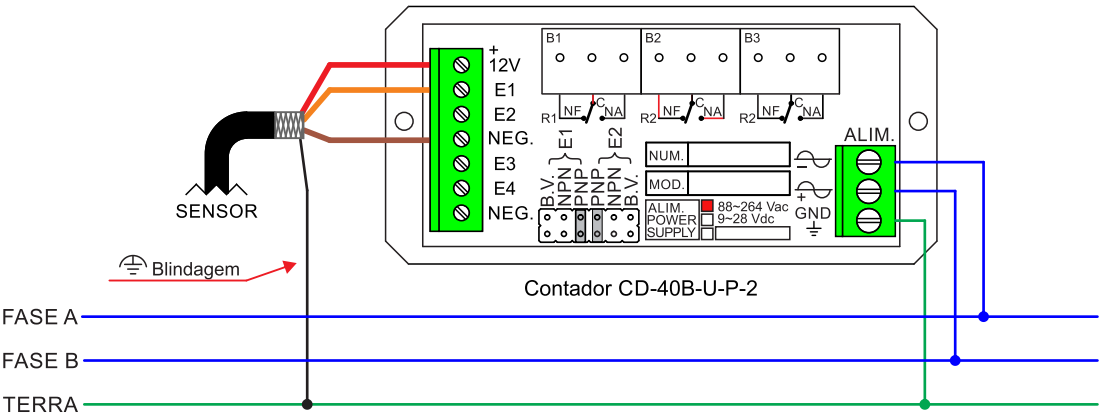 +
12V
E1
E2
NEG.
E3
E4
NEG.
SENSOR
Blindagem
B1
B2
B3
R1 NF C NA
R2 NF C NA
R2 NF C NA
E1
E2
B.V.
NPN
PNP
PNP
NPN
B.V.
NUM.
MOD.
ALIM.
POWER
SUPPLY
88~264 Vac
9~28 Vdc
ALIM.
−
+
GND
Contador CD-40B-U-P-2
FASE A
FASE B
TERRA